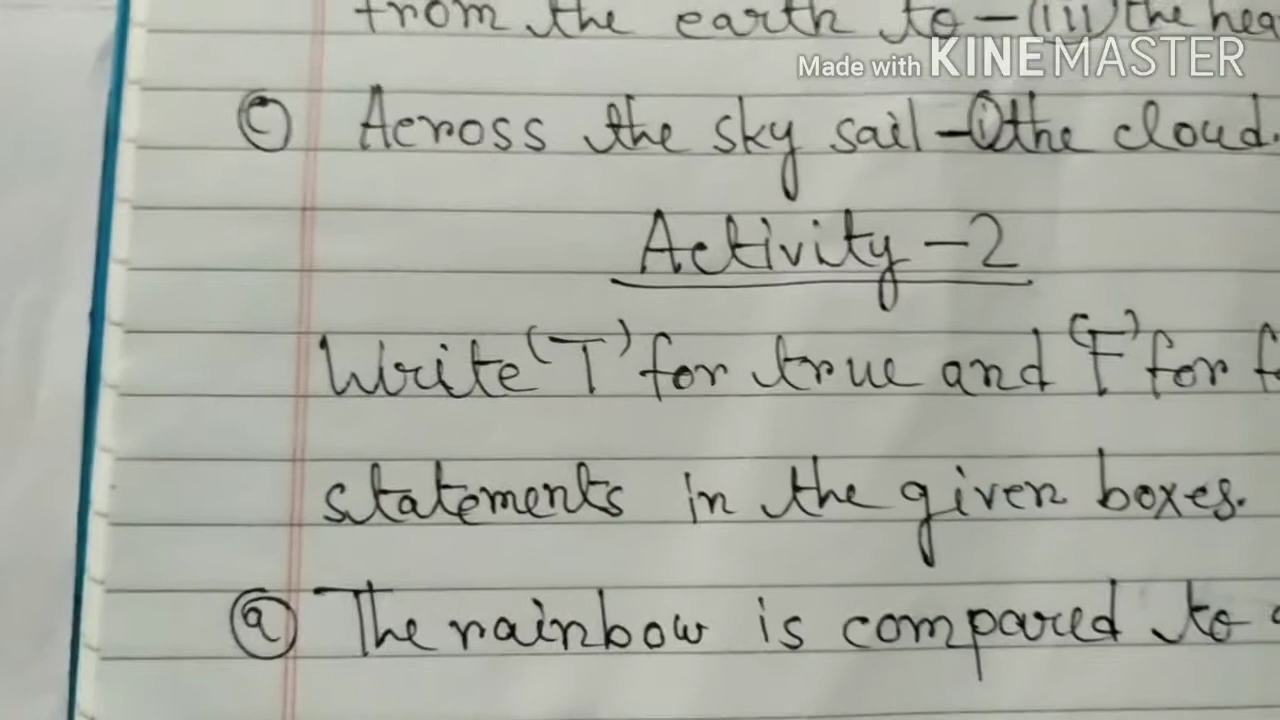 from the earth to - (iii) the hea
Made with KINEMASTER
(c) Across the sky sail - (i) the cloud.
Activity - 2
Write (T) for true and (F) for f
statements in the given boxes.
(a) The rainbow is compared to